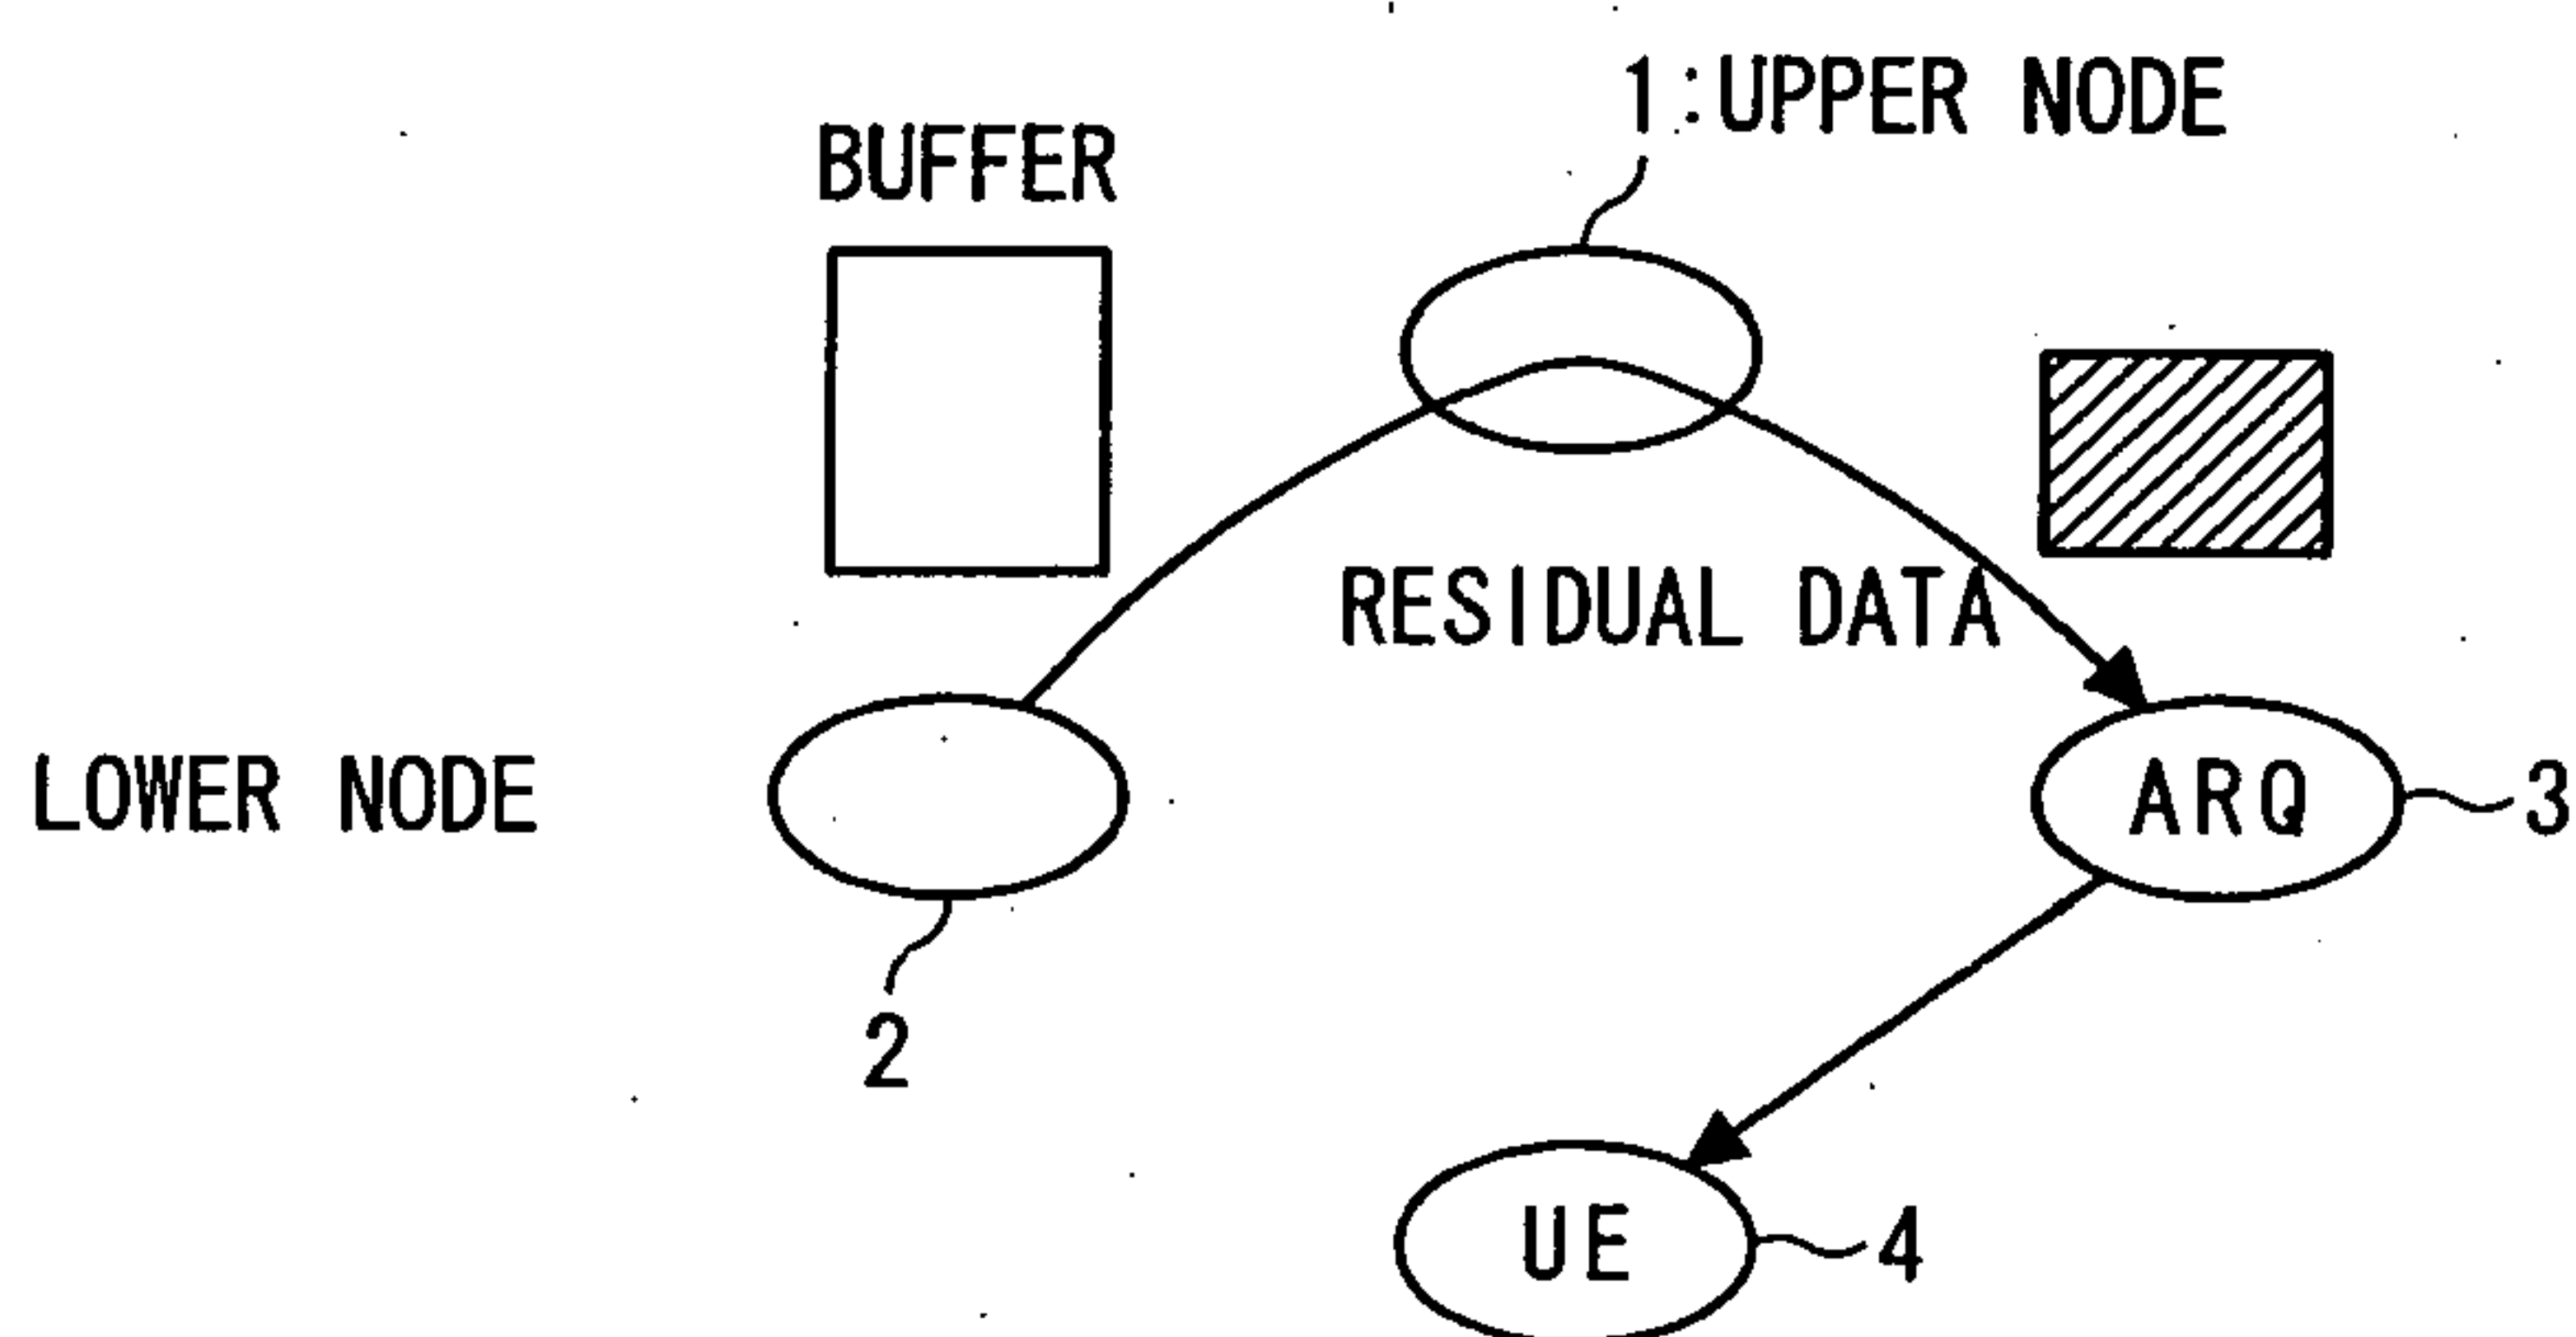 1:UPPER NODE
BUFFER
RESIDUAL DATA
LOWER NODE
ARQ
3
2
UE
4